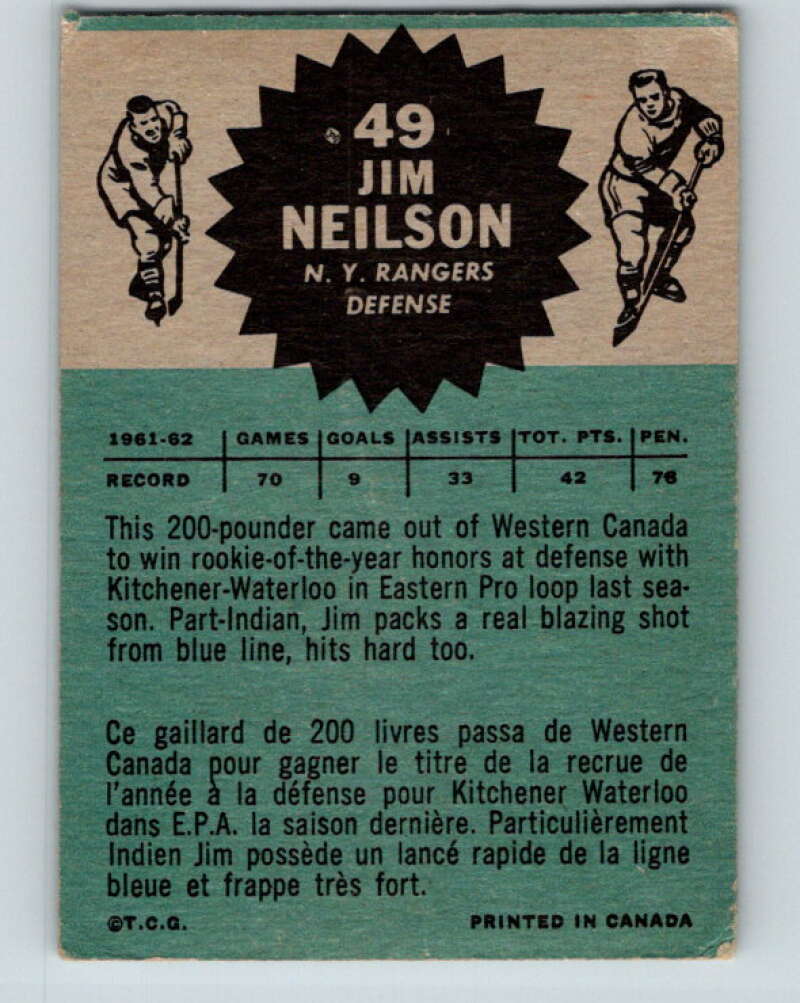 49
JIM
NEILSON
N. Y. RANGERS
DEFENSE
1961-62 GAMES GOALS ASSISTS TOT. PTS. PEN.
RECORD 70 9 33 42 76
This 200-pounder came out of Western Canada
to win rookie-of-the-year honors at defense with
Kitchener-Waterloo in Eastern Pro loop last sea-
son. Part-Indian, Jim packs a real blazing shot
from blue line, hits hard too.
Ce gaillard de 200 livres passa de Western
Canada pour gagner le titre de la recrue de
l'année à la défense pour Kitchener Waterloo
dans E.P.A. la saison dernière. Particulièrement
Indien Jim possède un lancé rapide de la ligne
bleue et frappe très fort.
©T.C.G. PRINTED IN CANADA